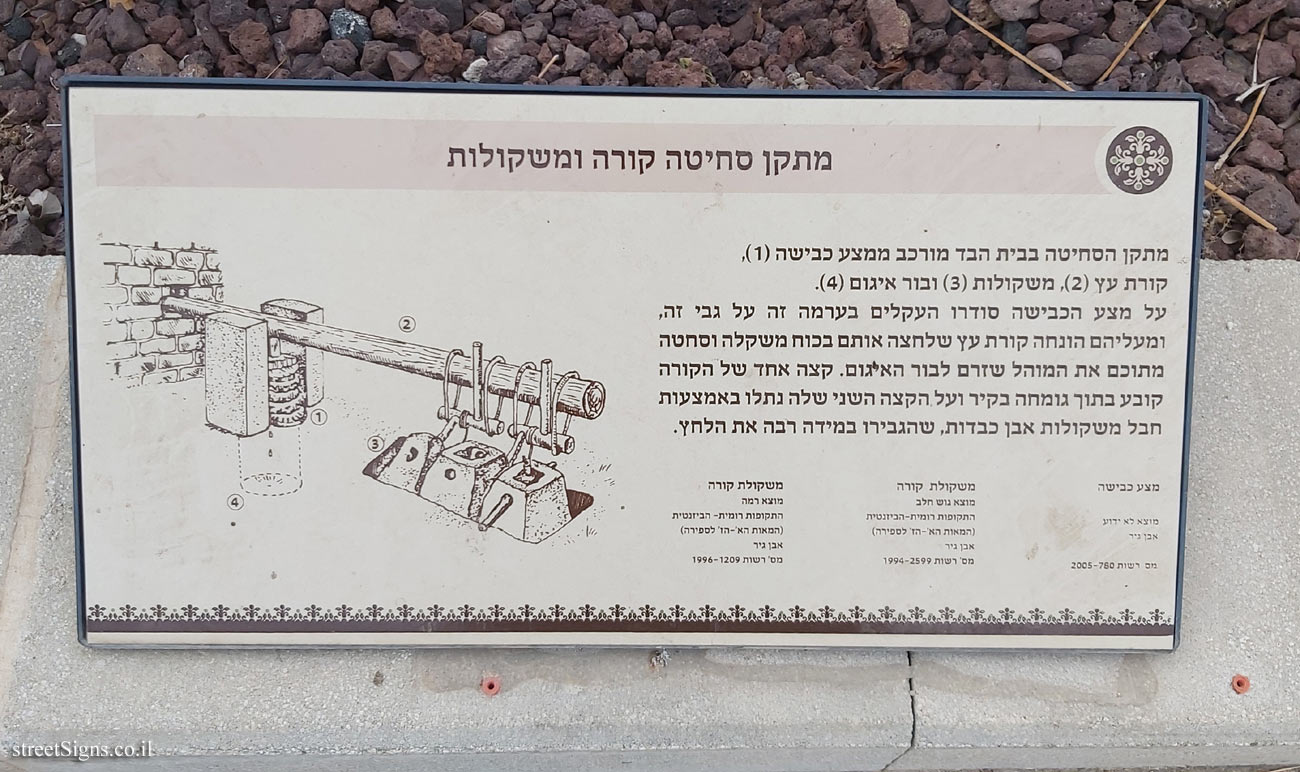 מתקן סחיטה קורה ומשקולות
מתקן הסחיטה בבית הבד מורכב ממצע כבישה (1),
קורת עץ (2), משקולות (3) ובור איגום (4).
על מצע הכבישה סודרו העקלים בערמה זה על גבי זה,
ומעליהם הונחה קורת עץ שלחצה אותם בכוח משקלה וסחטה
מתוכם את המוהל שזרם לבור האיגום. קצה אחד של הקורה
קובע בתוך גומחה בקיר ועל הקצה השני שלה נתלו באמצעות
חבל משקולות אבן כבדות, שהגבירו במידה רבה את הלחץ.
מצע כבישה
מוצא לא ידוע
אבן גיר
מס' רשות 2005-780
משקולת קורה
מוצא גוש חלב
התקופות רומית-הביזנטית
(המאות הא'-הז' לספירה)
אבן גיר
מס' רשות 1994-2599
משקולת קורה
מוצא רמה
התקופות רומית- הביזנטית
(המאות הא'-הז' לספירה)
אבן גיר
מס' רשות 1996-1209
1
2
3
4
streetSigns.co.il